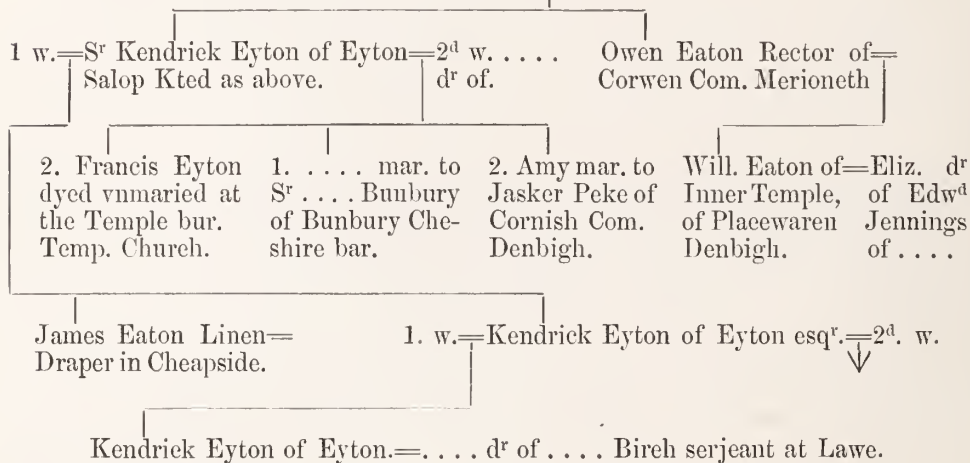 1 w.=Sʳ Kendrick Eyton of Eyton=2ᵈ w. . . . . . Owen Eaton Rector of=
Salop Kted as above. dʳ of. Corwen Com. Merioneth
2. Francis Eyton
dyed vnmaried at
the Temple bur.
Temp. Church.
1. . . . . mar. to
Sʳ . . . . Bunbury
of Bunbury Che-
shire bar.
2. Amy mar. to
Jasker Peke of
Cornish Com.
Denbigh.
Will. Eaton of=Eliz. dʳ
Inner Temple, of Edwᵈ
of Placewaren Jennings
Denbigh. of . . . .
James Eaton Linen=
Draper in Cheapside.
1. w.=Kendrick Eyton of Eyton esqʳ.=2ᵈ. w.
Kendrick Eyton of Eyton.=. . . . dʳ of . . . . Birch serjeant at Lawe.